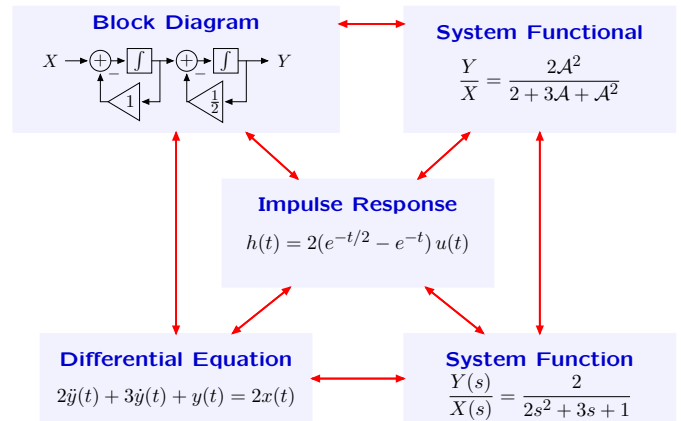 Block Diagram
X + − ∫ + − ∫ Y
1 1/2
System Functional
Y/X = 2𝒜²/(2 + 3𝒜 + 𝒜²)
Impulse Response
h(t) = 2(e^{−t/2} − e^{−t}) u(t)
Differential Equation
2ÿ(t) + 3ẏ(t) + y(t) = 2x(t)
System Function
Y(s)/X(s) = 2/(2s² + 3s + 1)